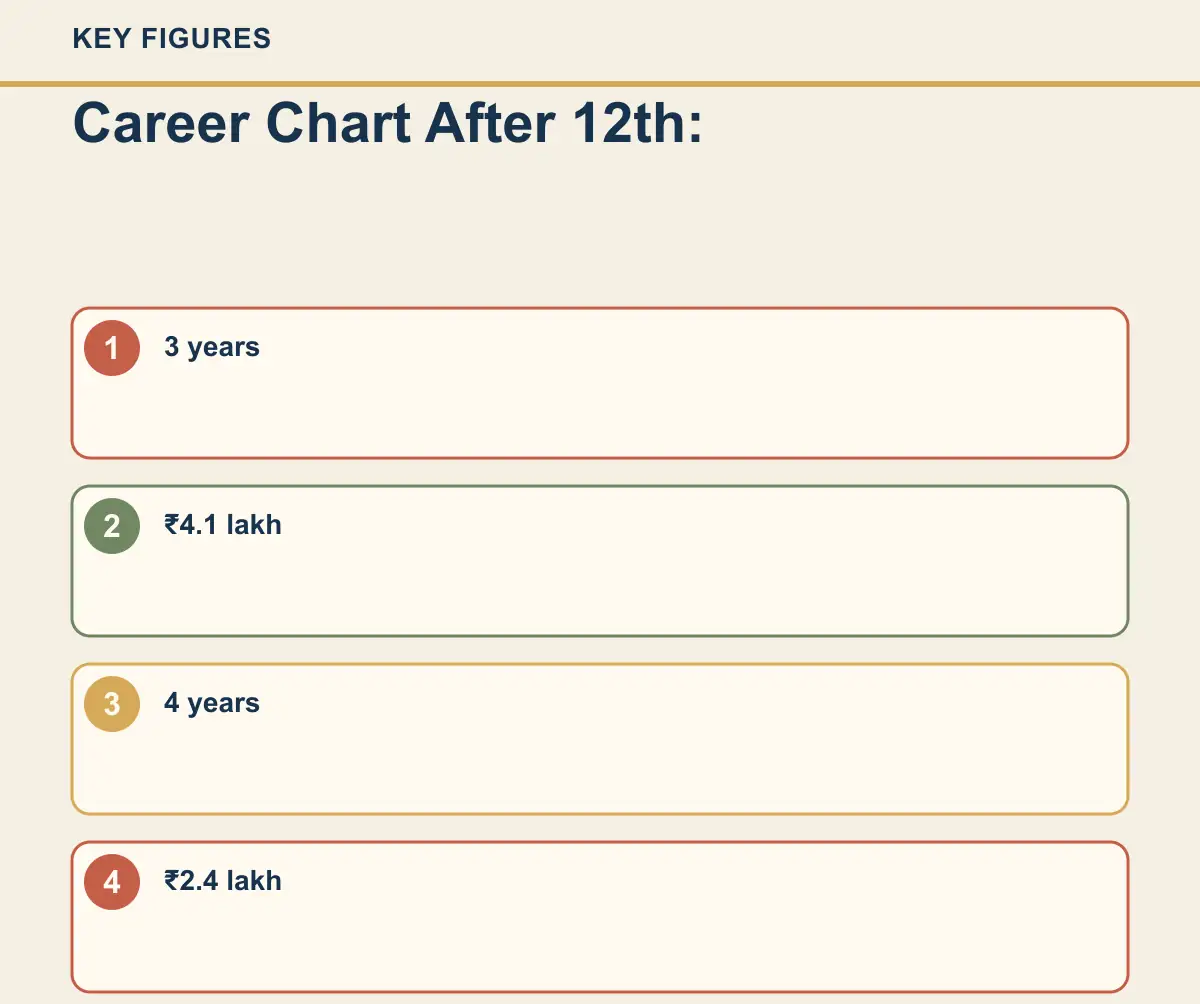 KEY FIGURES
Career Chart After 12th:
1 3 years
2 ₹4.1 lakh
3 4 years
4 ₹2.4 lakh